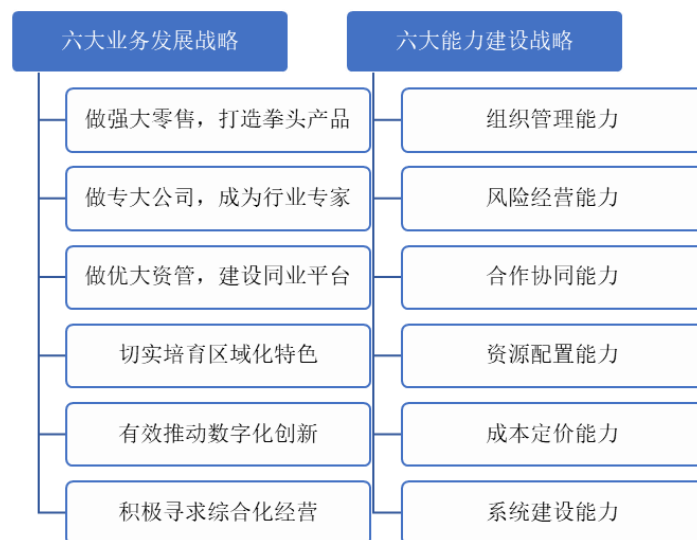 六大业务发展战略
做强大零售，打造拳头产品
做专大公司，成为行业专家
做优大资管，建设同业平台
切实培育区域化特色
有效推动数字化创新
积极寻求综合化经营
六大能力建设战略
组织管理能力
风险经营能力
合作协同能力
资源配置能力
成本定价能力
系统建设能力